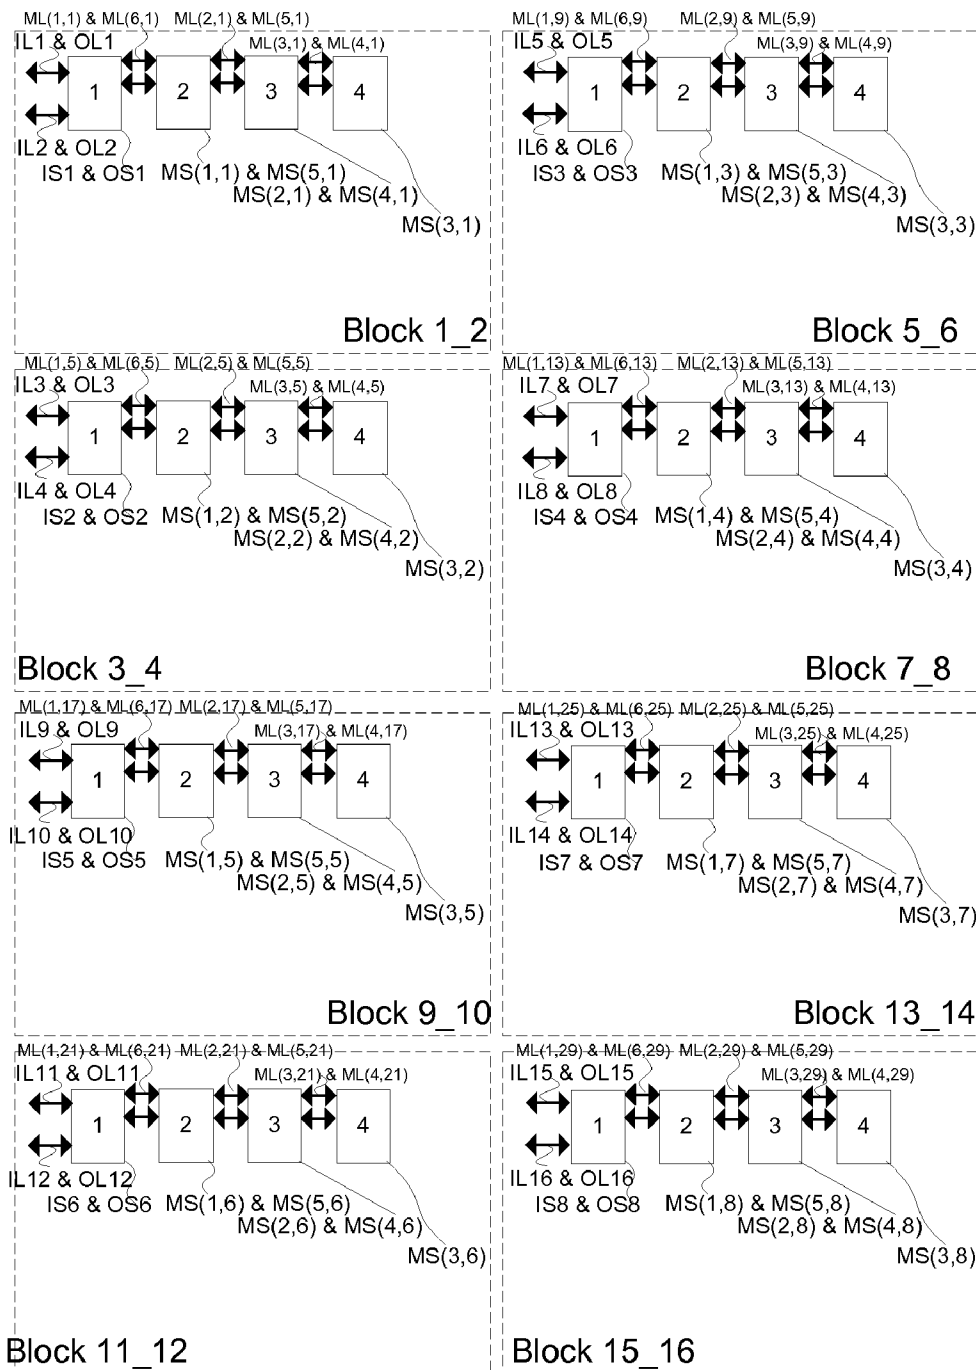 ML(1,1) & ML(6,1) ML(2,1) & ML(5,1)
IL1 & OL1
ML(3,1) & ML(4,1)
1 2 3 4
IL2 & OL2
IS1 & OS1
MS(1,1) & MS(5,1)
MS(2,1) & MS(4,1)
MS(3,1)
Block 1_2
ML(1,9) & ML(6,9) ML(2,9) & ML(5,9)
IL5 & OL5
ML(3,9) & ML(4,9)
1 2 3 4
IL6 & OL6
IS3 & OS3
MS(1,3) & MS(5,3)
MS(2,3) & MS(4,3)
MS(3,3)
Block 5_6
ML(1,5) & ML(6,5) ML(2,5) & ML(5,5)
IL3 & OL3
ML(3,5) & ML(4,5)
1 2 3 4
IL4 & OL4
IS2 & OS2
MS(1,2) & MS(5,2)
MS(2,2) & MS(4,2)
MS(3,2)
Block 3_4
ML(1,13) & ML(6,13) ML(2,13) & ML(5,13)
IL7 & OL7
ML(3,13) & ML(4,13)
1 2 3 4
IL8 & OL8
IS4 & OS4
MS(1,4) & MS(5,4)
MS(2,4) & MS(4,4)
MS(3,4)
Block 7_8
ML(1,17) & ML(6,17) ML(2,17) & ML(5,17)
IL9 & OL9
ML(3,17) & ML(4,17)
1 2 3 4
IL10 & OL10
IS5 & OS5
MS(1,5) & MS(5,5)
MS(2,5) & MS(4,5)
MS(3,5)
Block 9_10
ML(1,25) & ML(6,25) ML(2,25) & ML(5,25)
IL13 & OL13
ML(3,25) & ML(4,25)
1 2 3 4
IL14 & OL14
IS7 & OS7
MS(1,7) & MS(5,7)
MS(2,7) & MS(4,7)
MS(3,7)
Block 13_14
ML(1,21) & ML(6,21) ML(2,21) & ML(5,21)
IL11 & OL11
ML(3,21) & ML(4,21)
1 2 3 4
IL12 & OL12
IS6 & OS6
MS(1,6) & MS(5,6)
MS(2,6) & MS(4,6)
MS(3,6)
Block 11_12
ML(1,29) & ML(6,29) ML(2,29) & ML(5,29)
IL15 & OL15
ML(3,29) & ML(4,29)
1 2 3 4
IL16 & OL16
IS8 & OS8
MS(1,8) & MS(5,8)
MS(2,8) & MS(4,8)
MS(3,8)
Block 15_16